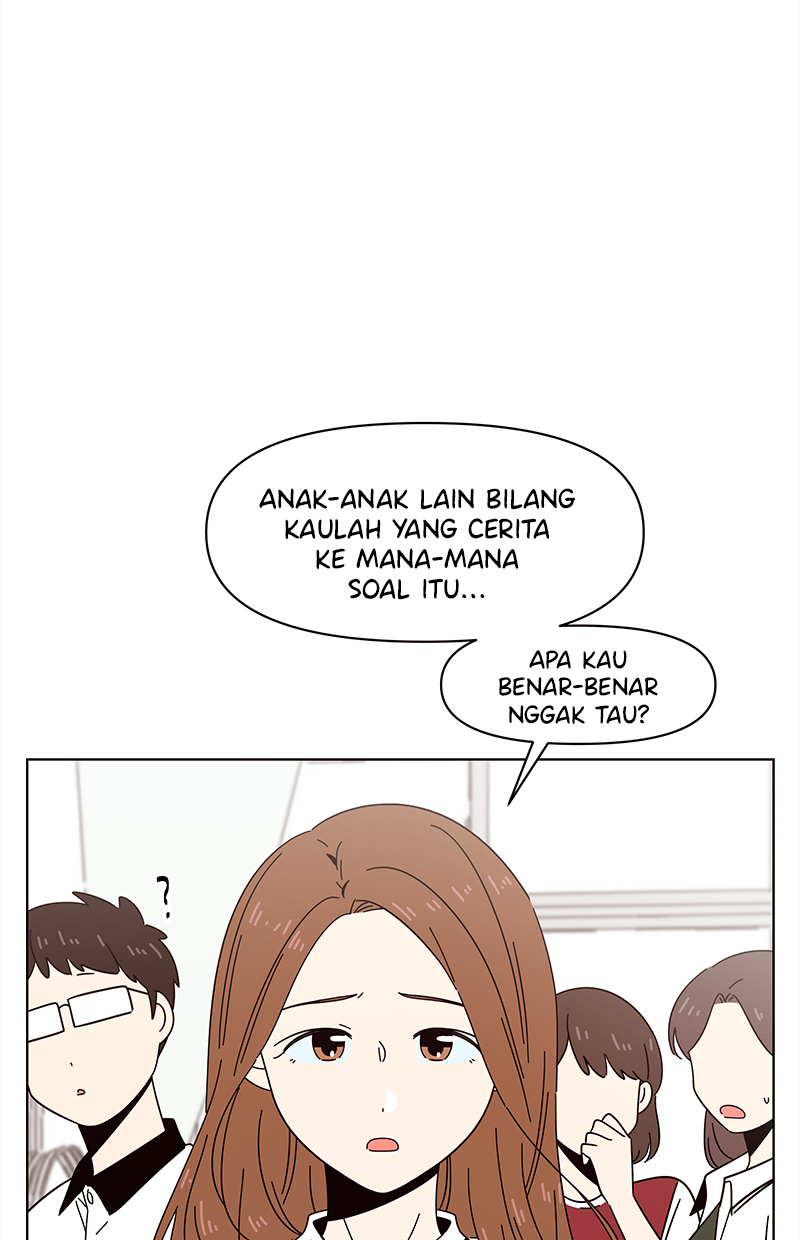 ANAK-ANAK LAIN BILANG
KAULAH YANG CERITA
KE MANA-MANA
SOAL ITU...
APA KAU
BENAR-BENAR
NGGAK TAU?
?